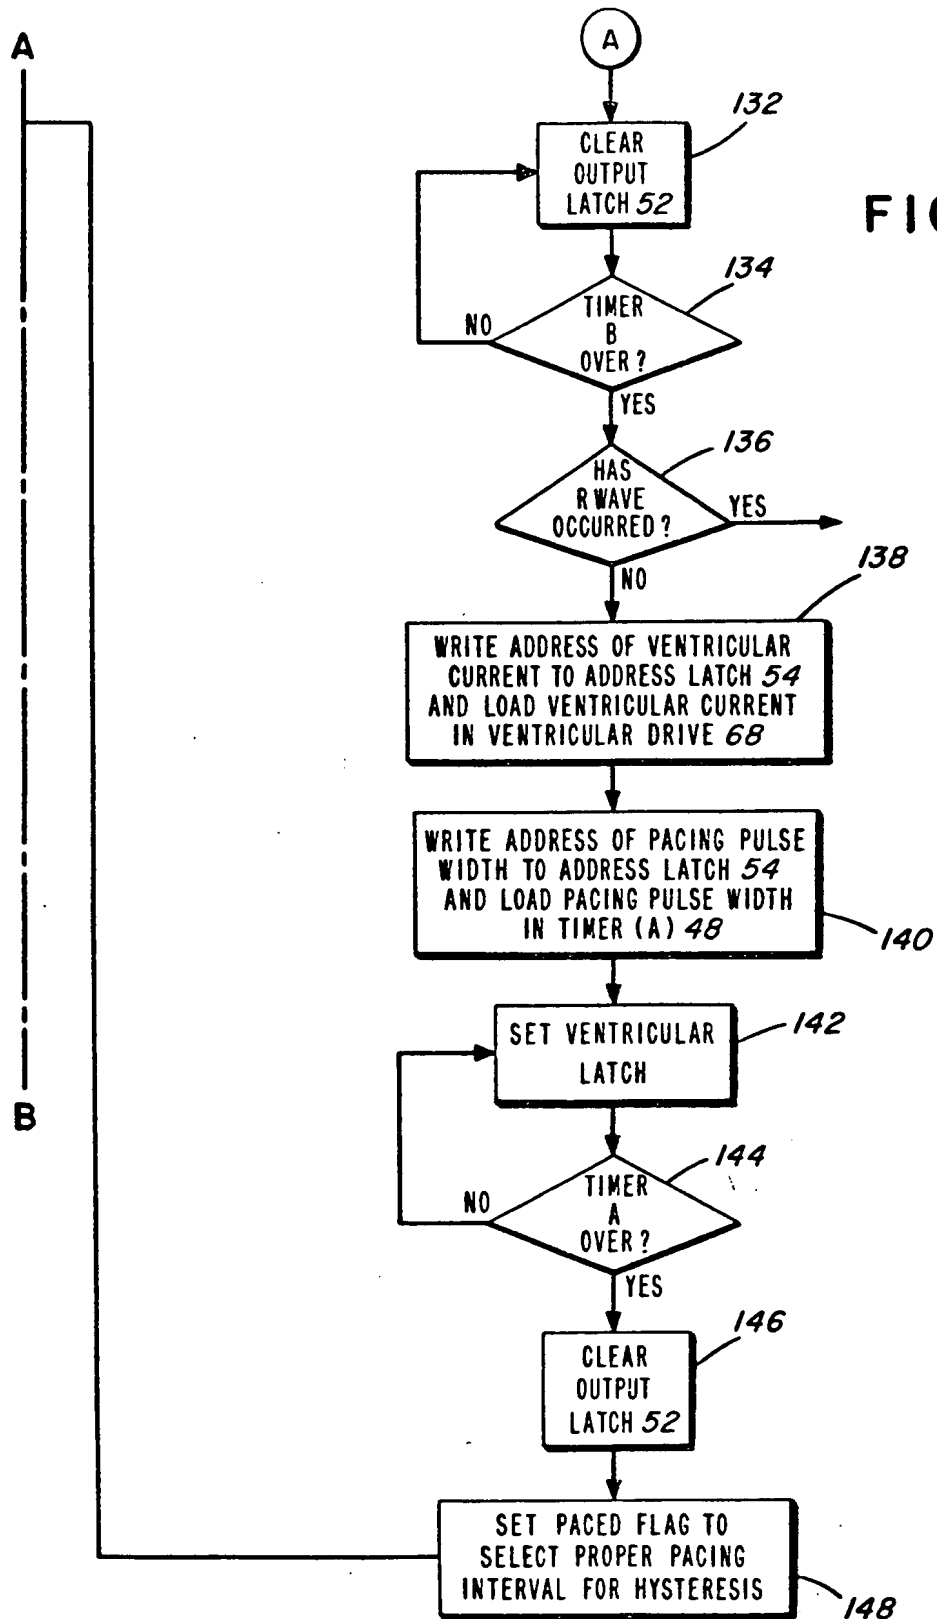 A
A
132
CLEAR
OUTPUT
LATCH 52
FIG
134
TIMER
B
OVER?
NO
YES
136
HAS
R WAVE
OCCURRED?
YES
NO
138
WRITE ADDRESS OF VENTRICULAR
CURRENT TO ADDRESS LATCH 54
AND LOAD VENTRICULAR CURRENT
IN VENTRICULAR DRIVE 68
WRITE ADDRESS OF PACING PULSE
WIDTH TO ADDRESS LATCH 54
AND LOAD PACING PULSE WIDTH
IN TIMER (A) 48
140
SET VENTRICULAR
LATCH
142
B
144
TIMER
A
OVER?
NO
YES
146
CLEAR
OUTPUT
LATCH 52
SET PACED FLAG TO
SELECT PROPER PACING
INTERVAL FOR HYSTERESIS
148